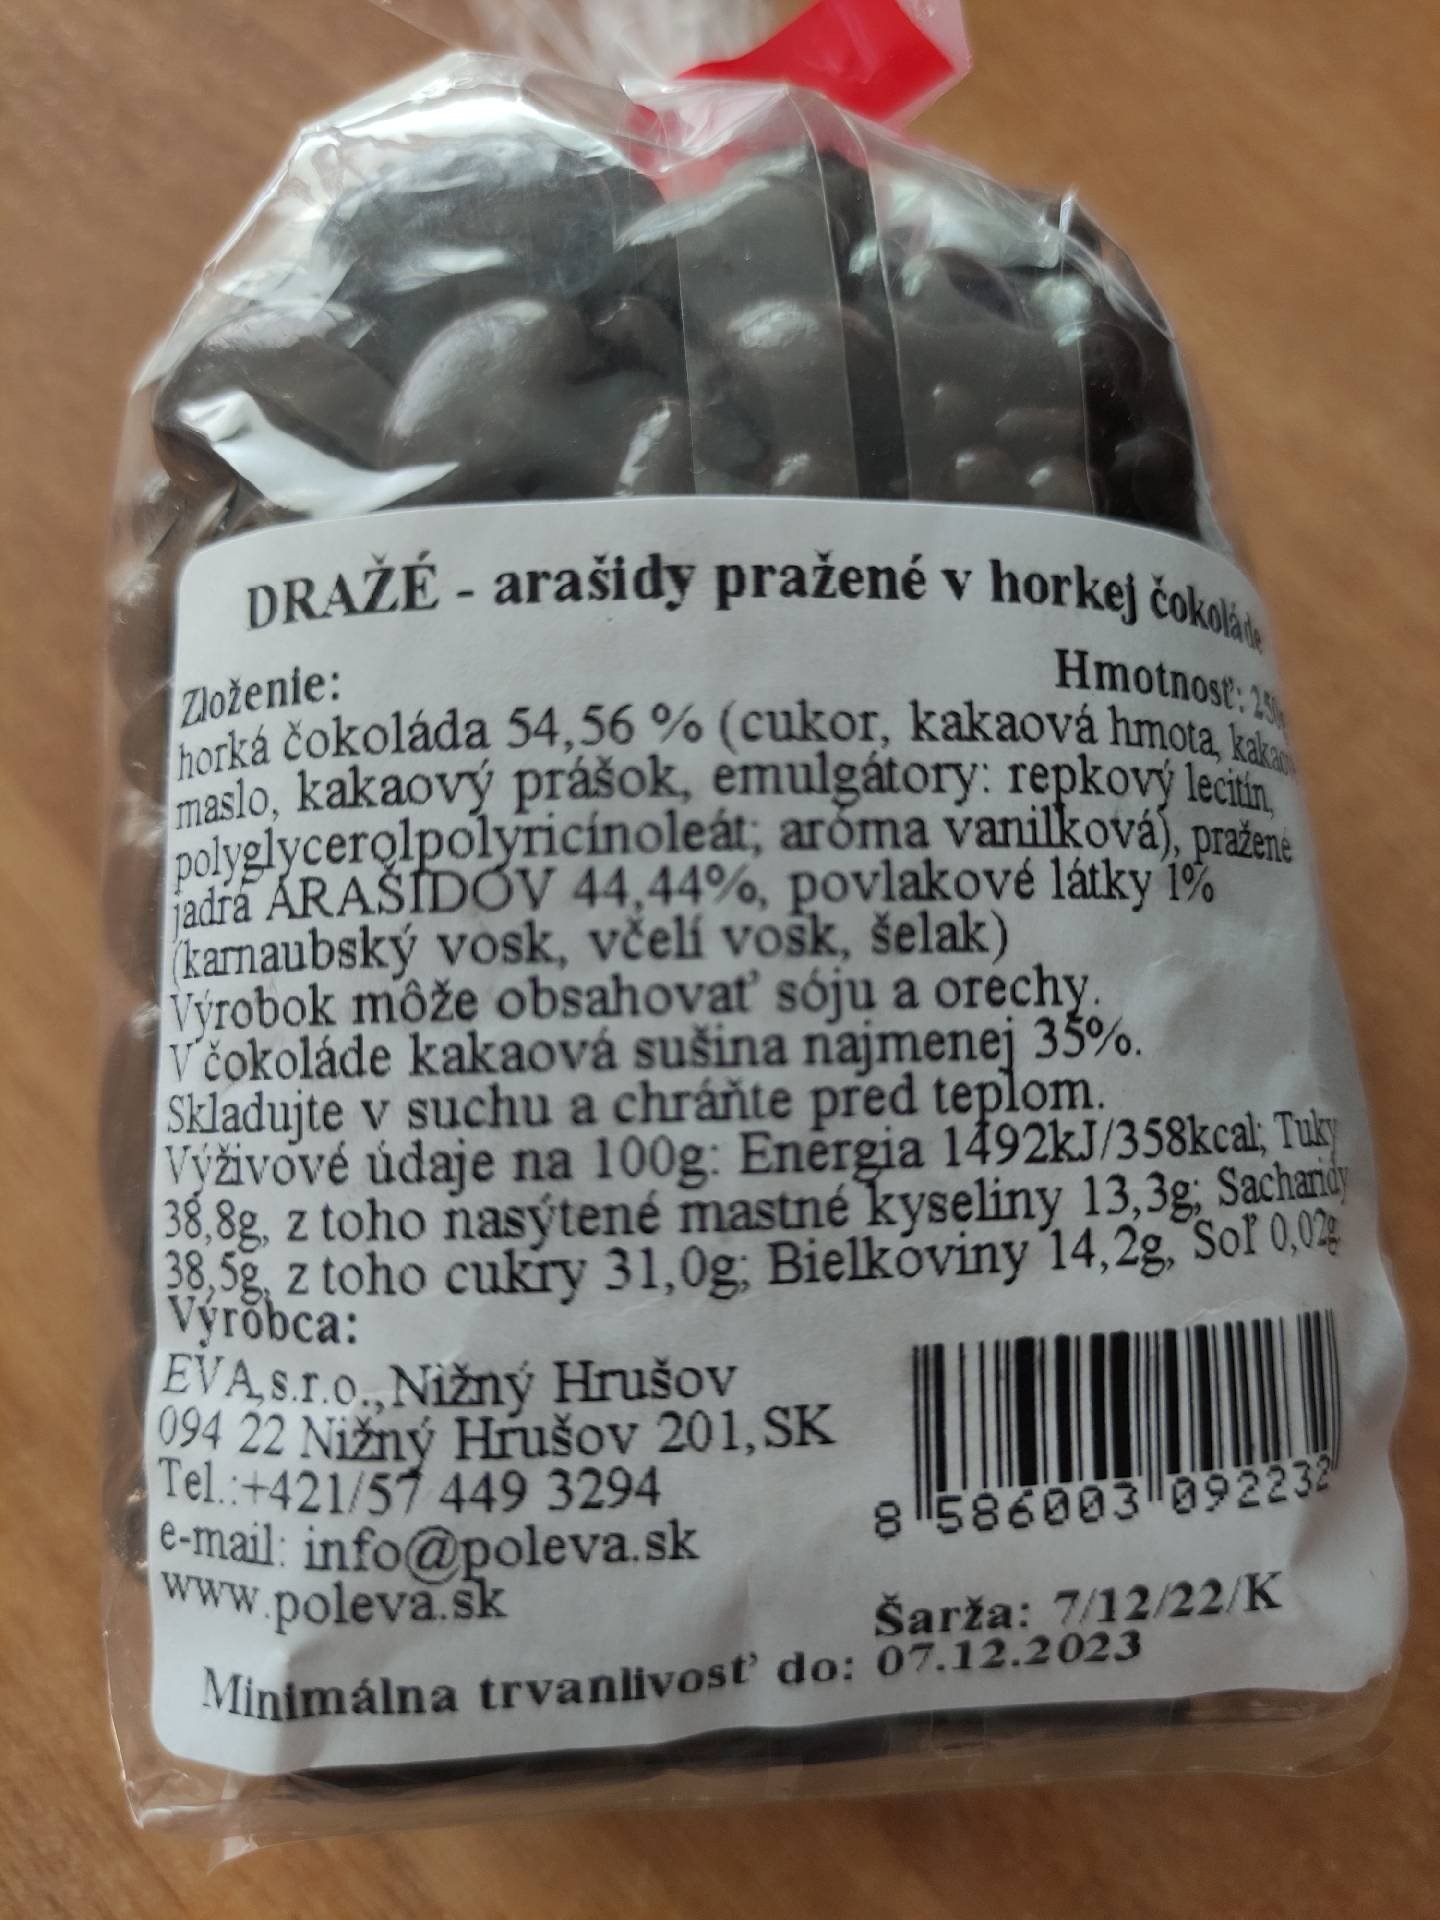 DRAŽÉ - arašidy pražené v horkej čokoláde
Zloženie:
Hmotnosť: 250g
horká čokoláda 54,56 % (cukor, kakaová hmota, kakaov
maslo, kakaový prášok, emulgátory: repkový lecitín,
polyglycerolpolyricínoleát; aróma vanilková), pražené
jadrá ARAŠIDOV 44,44%, povlakové látky 1%
(karnaubský vosk, včelí vosk, šelak)
Výrobok môže obsahovať sóju a orechy.
V čokoláde kakaová sušina najmenej 35%.
Skladujte v suchu a chráňte pred teplom.
Výživové údaje na 100g: Energia 1492kJ/358kcal; Tuky
38,8g, z toho nasýtené mastné kyseliny 13,3g; Sacharidy
38,5g, z toho cukry 31,0g; Bielkoviny 14,2g, Soľ 0,02g
Výrobca:
EVA,s.r.o.,Nižný Hrušov
094 22 Nižný Hrušov 201,SK
Tel.:+421/57 449 3294
e-mail: info@poleva.sk
www.poleva.sk
8 586003 092232
Šarža: 7/12/22/K
Minimálna trvanlivosť do: 07.12.2023